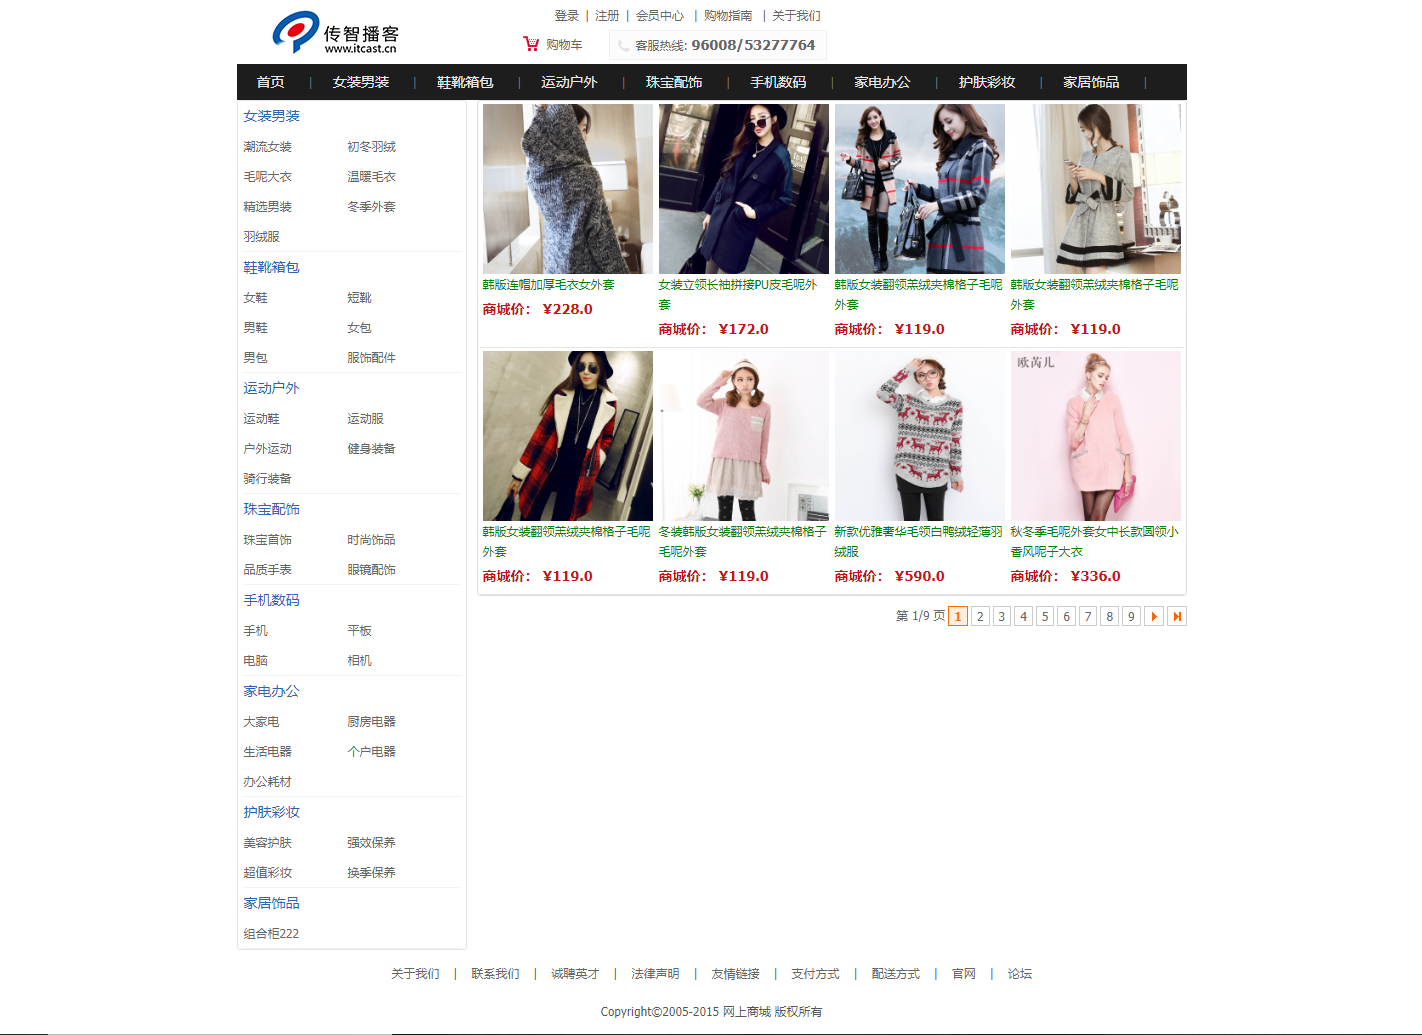 传智播客
www.itcast.cn
登录 | 注册 | 会员中心 | 购物指南 | 关于我们
购物车 客服热线: 96008/53277764
首页 | 女装男装 | 鞋靴箱包 | 运动户外 | 珠宝配饰 | 手机数码 | 家电办公 | 护肤彩妆 | 家居饰品 |
女装男装
潮流女装 初冬羽绒
毛呢大衣 温暖毛衣
精选男装 冬季外套
羽绒服
鞋靴箱包
女鞋 短靴
男鞋 女包
男包 服饰配件
运动户外
运动鞋 运动服
户外运动 健身装备
骑行装备
珠宝配饰
珠宝首饰 时尚饰品
品质手表 眼镜配饰
手机数码
手机 平板
电脑 相机
家电办公
大家电 厨房电器
生活电器 个户电器
办公耗材
护肤彩妆
美容护肤 强效保养
超值彩妆 换季保养
家居饰品
组合柜222
韩版连帽加厚毛衣女外套
商城价： ¥228.0
女装立领长袖拼接PU皮毛呢外
套
商城价： ¥172.0
韩版女装翻领羔绒夹棉格子毛呢
外套
商城价： ¥119.0
韩版女装翻领羔绒夹棉格子毛呢
外套
商城价： ¥119.0
韩版女装翻领羔绒夹棉格子毛呢
外套
商城价： ¥119.0
冬装韩版女装翻领羔绒夹棉格子
毛呢外套
商城价： ¥119.0
新款优雅奢华毛领白鸭绒轻薄羽
绒服
商城价： ¥590.0
欧芮儿
秋冬季毛呢外套女中长款圆领小
香风呢子大衣
商城价： ¥336.0
第 1/9 页 1 2 3 4 5 6 7 8 9
关于我们 | 联系我们 | 诚聘英才 | 法律声明 | 友情链接 | 支付方式 | 配送方式 | 官网 | 论坛
Copyright©2005-2015 网上商城 版权所有